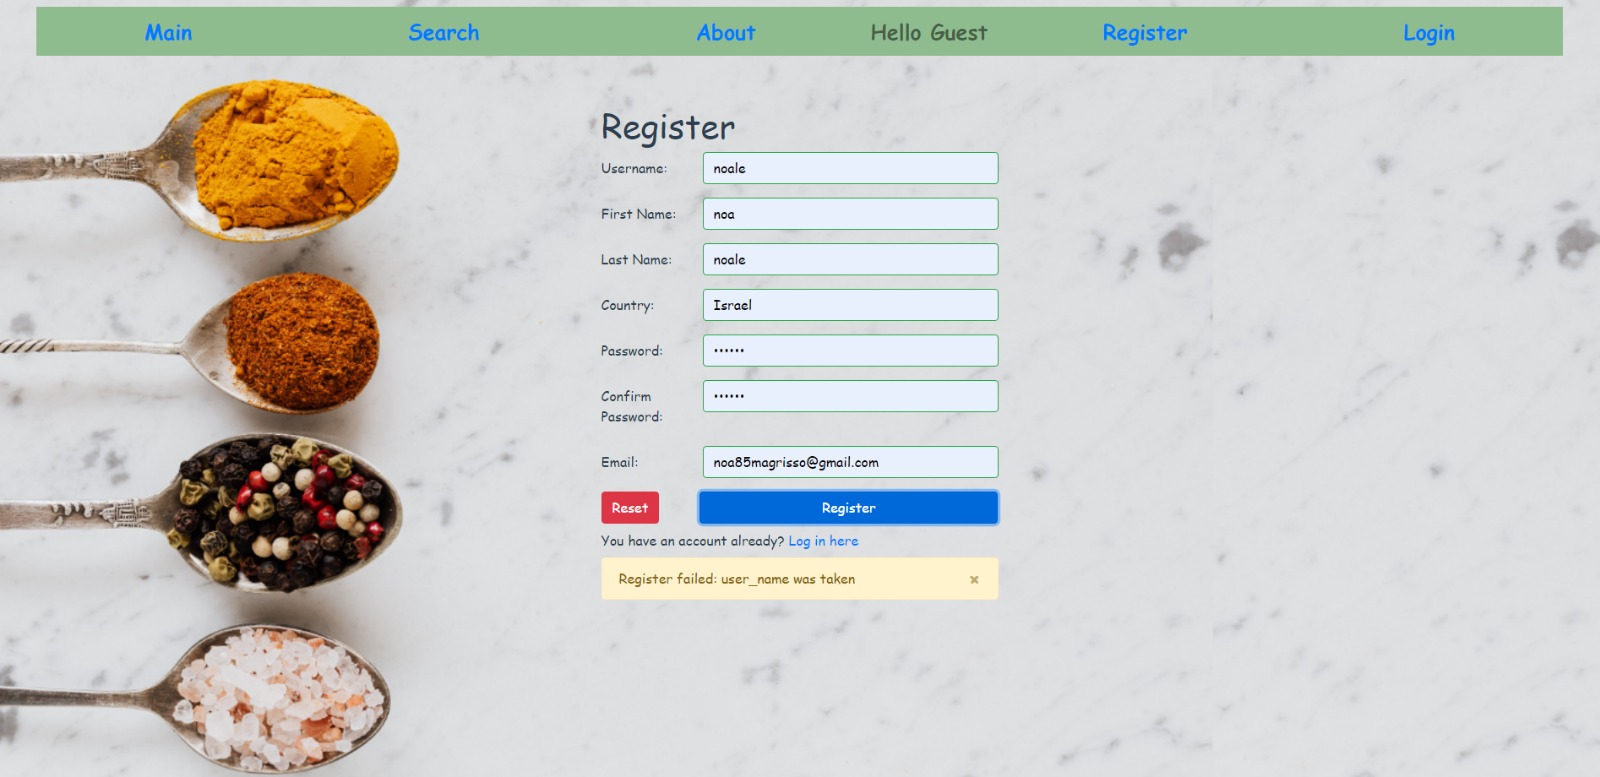 Main Search About Hello Guest Register Login
Register
Username: noale
First Name: noa
Last Name: noale
Country: Israel
Password: ••••••
Confirm Password: ••••••
Email: noa85magrisso@gmail.com
Reset Register
You have an account already? Log in here
Register failed: user_name was taken ×